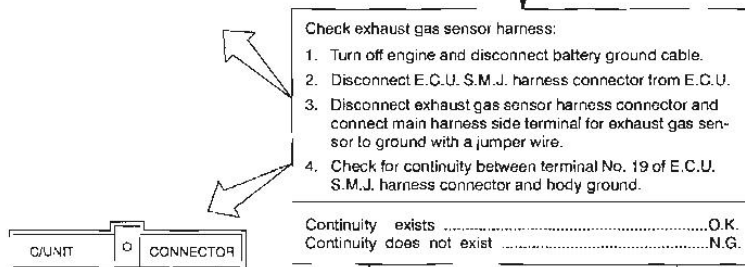 Check exhaust gas sensor harness:
1. Turn off engine and disconnect battery ground cable.
2. Disconnect E.C.U. S.M.J. harness connector from E.C.U.
3. Disconnect exhaust gas sensor harness connector and
connect main harness side terminal for exhaust gas sen-
sor to ground with a jumper wire.
4. Check for continuity between terminal No. 19 of E.C.U.
S.M.J. harness connector and body ground.
Continuity exists ........................................................O.K.
Continuity does not exist ...........................................N.G.
C/UNIT O CONNECTOR